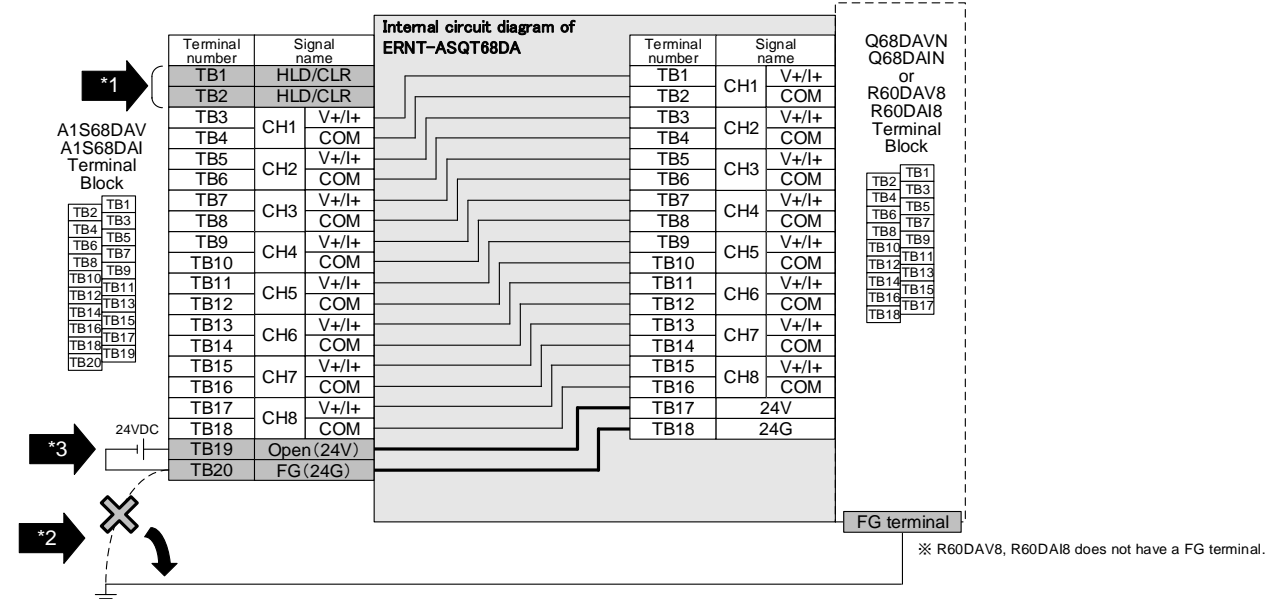 Internal circuit diagram of
ERNT-ASQT68DA
*1
A1S68DAV
A1S68DAI
Terminal
Block
TB1
TB2
TB3
TB4
TB5
TB6
TB7
TB8
TB9
TB10
TB11
TB12
TB13
TB14
TB15
TB16
TB17
TB18
TB19
TB20
24VDC
*3
*2
Terminal number Signal name
TB1 HLD/CLR
TB2 HLD/CLR
TB3 CH1 V+/I+
TB4 COM
TB5 CH2 V+/I+
TB6 COM
TB7 CH3 V+/I+
TB8 COM
TB9 CH4 V+/I+
TB10 COM
TB11 CH5 V+/I+
TB12 COM
TB13 CH6 V+/I+
TB14 COM
TB15 CH7 V+/I+
TB16 COM
TB17 CH8 V+/I+
TB18 COM
TB19 Open(24V)
TB20 FG(24G)
Terminal number Signal name
TB1 CH1 V+/I+
TB2 COM
TB3 CH2 V+/I+
TB4 COM
TB5 CH3 V+/I+
TB6 COM
TB7 CH4 V+/I+
TB8 COM
TB9 CH5 V+/I+
TB10 COM
TB11 CH6 V+/I+
TB12 COM
TB13 CH7 V+/I+
TB14 COM
TB15 CH8 V+/I+
TB16 COM
TB17 24V
TB18 24G
Q68DAVN
Q68DAIN
or
R60DAV8
R60DAI8
Terminal
Block
TB1
TB2
TB3
TB4
TB5
TB6
TB7
TB8
TB9
TB10
TB11
TB12
TB13
TB14
TB15
TB16
TB17
TB18
FG terminal
※ R60DAV8, R60DAI8 does not have a FG terminal.